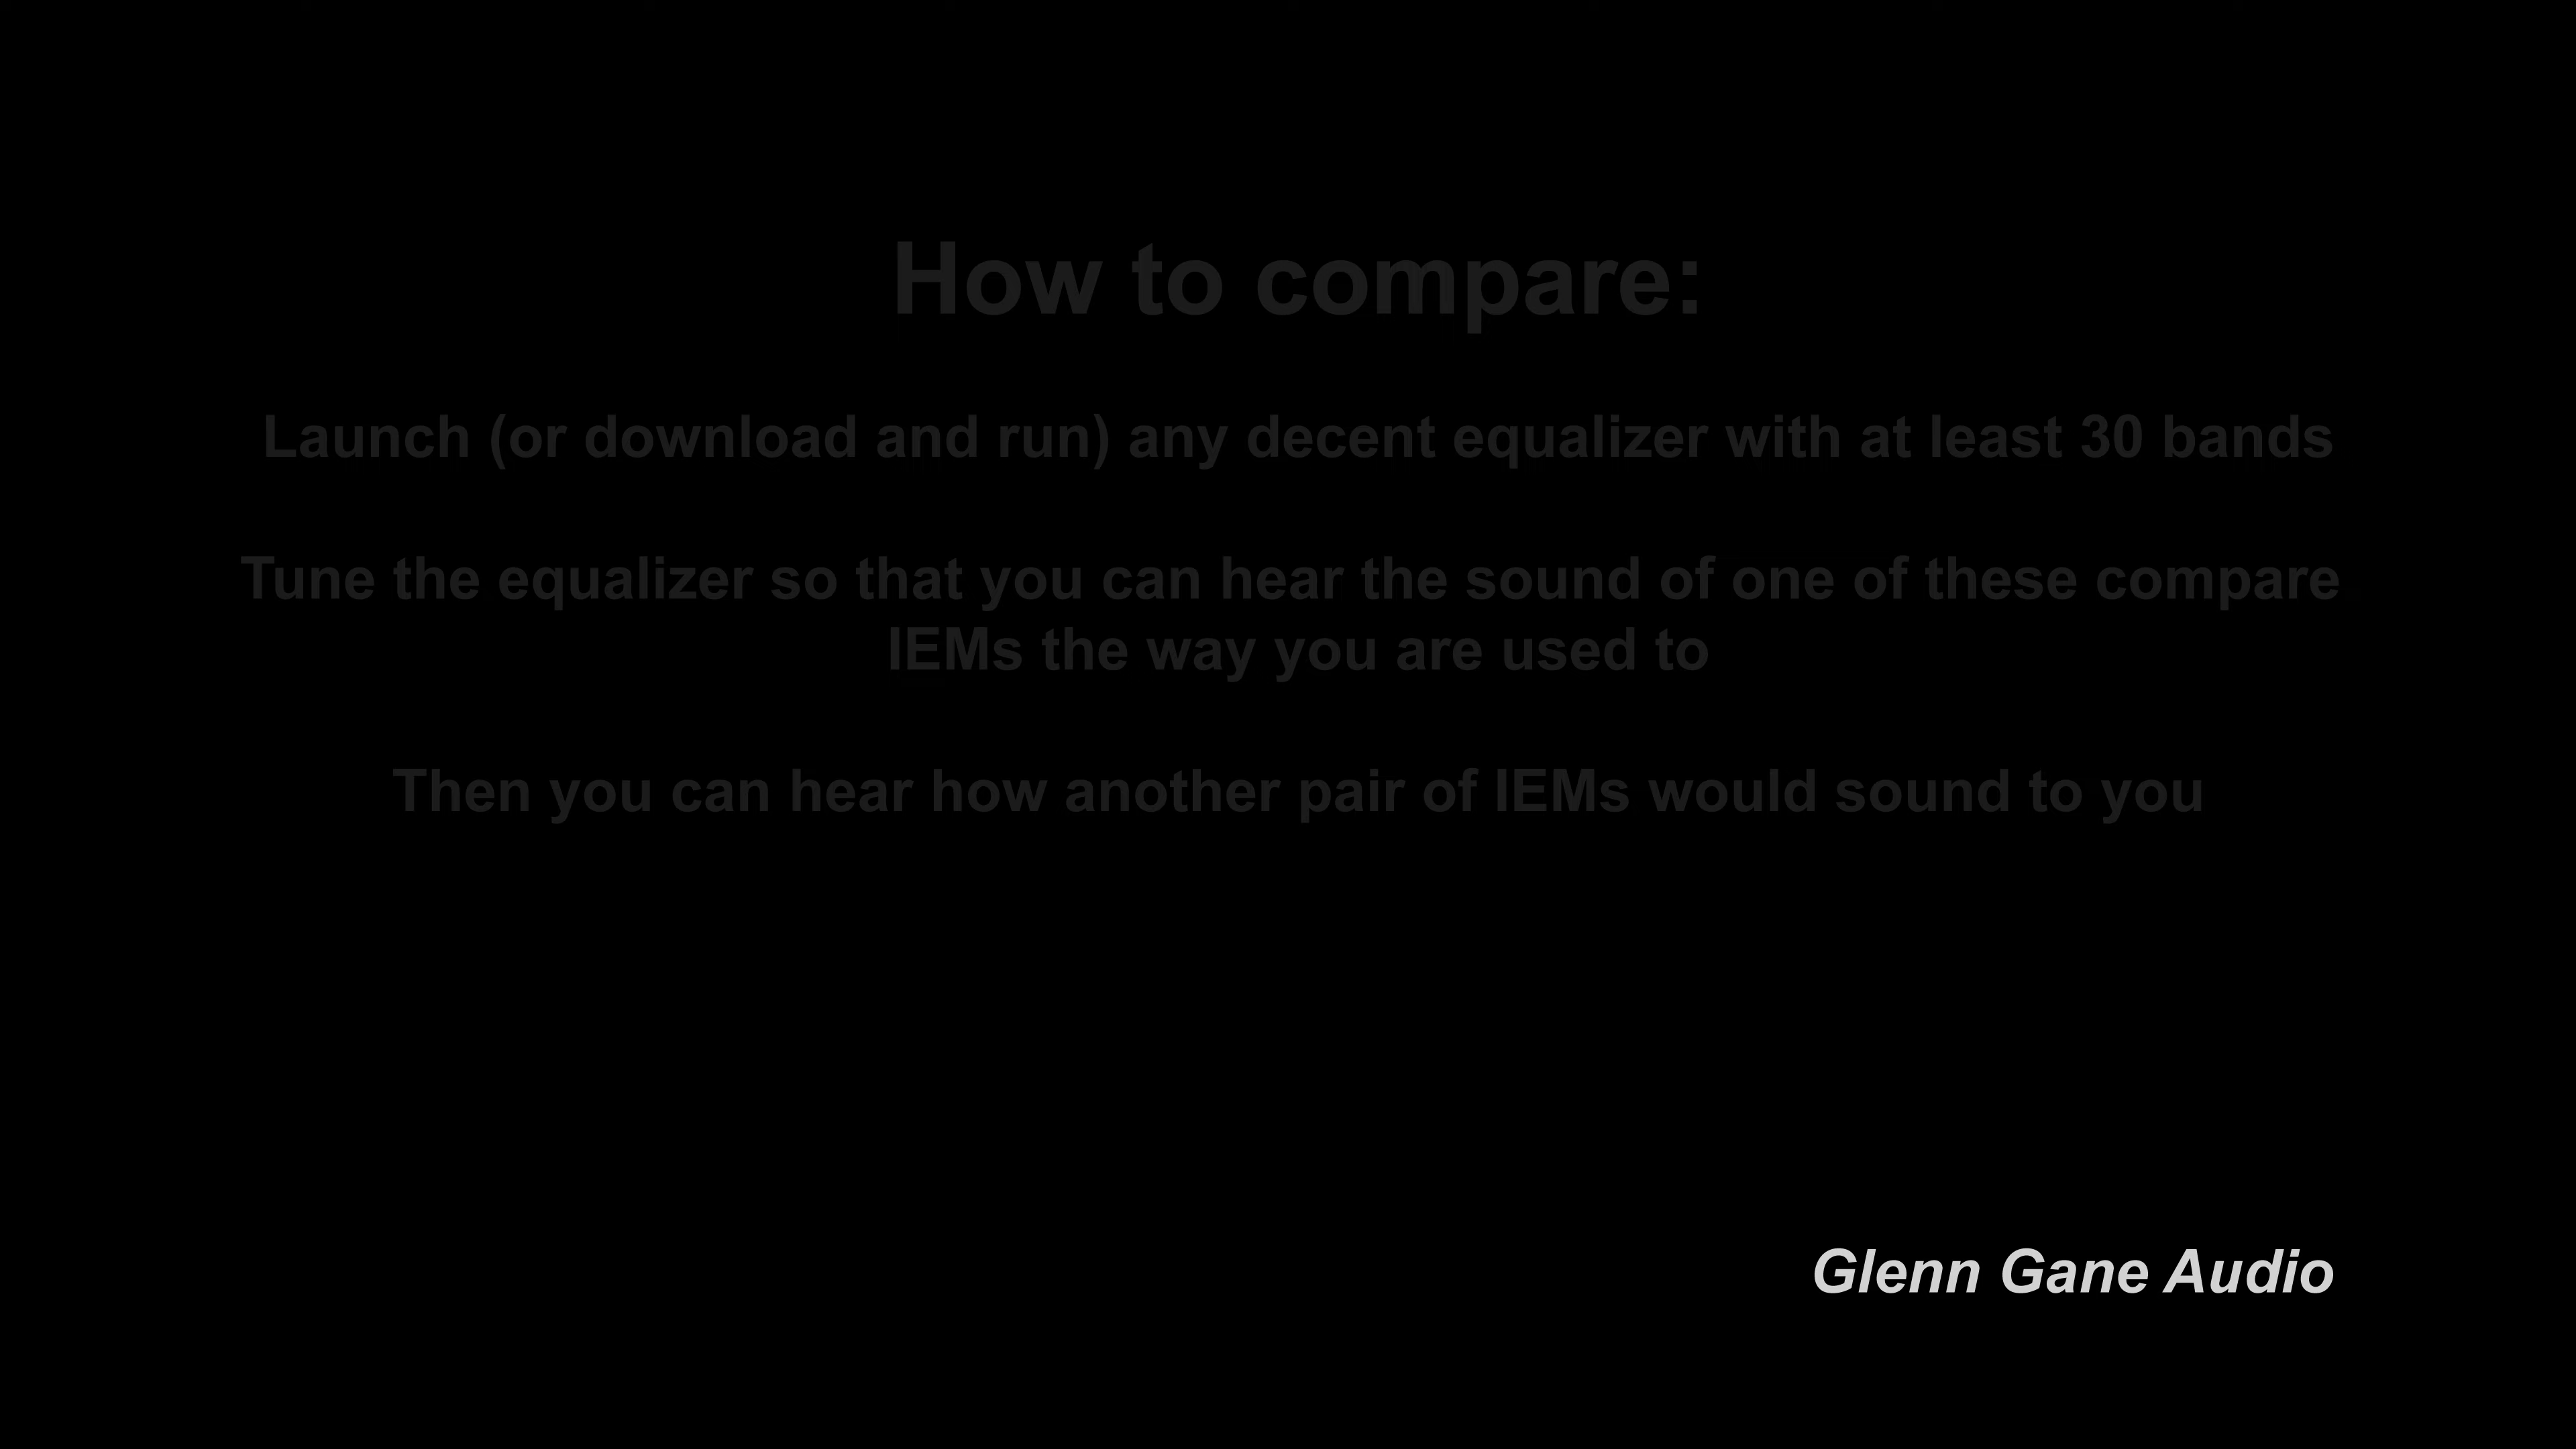 How to compare:
Launch (or download and run) any decent equalizer with at least 30 bands
Tune the equalizer so that you can hear the sound of one of these compare
IEMs the way you are used to
Then you can hear how another pair of IEMs would sound to you
Glenn Gane Audio